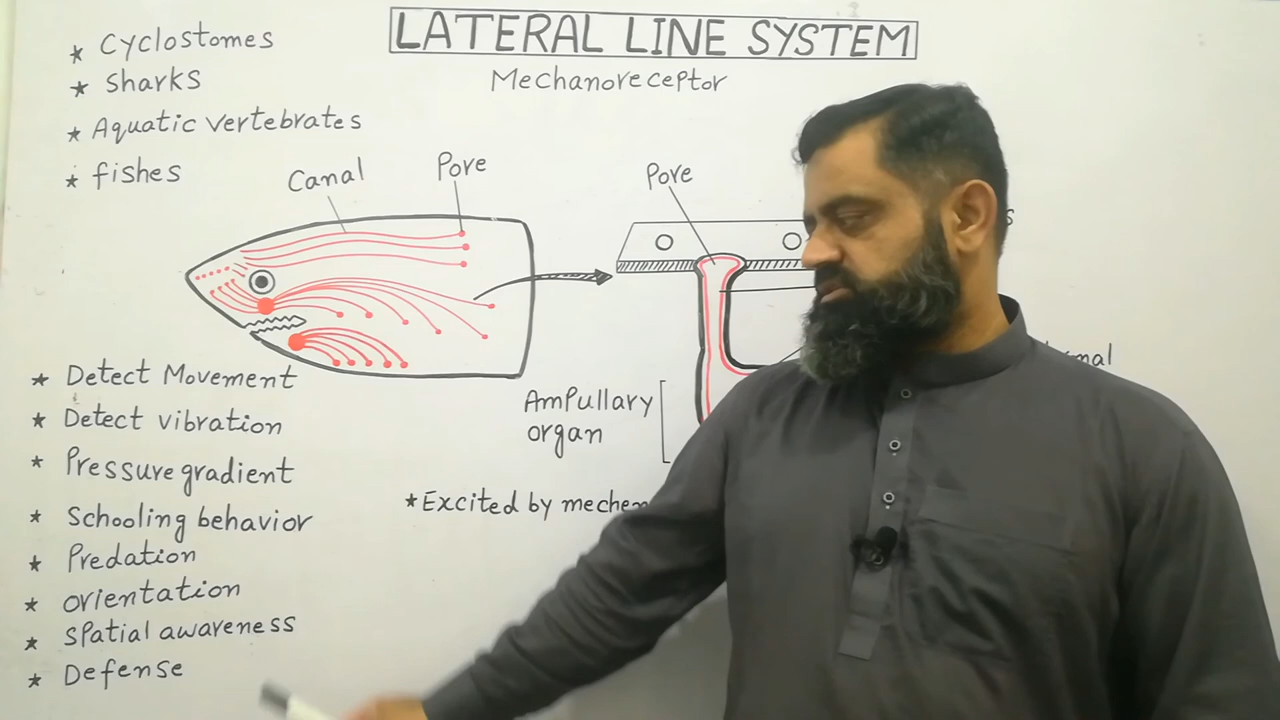 LATERAL LINE SYSTEM
Mechanoreceptor
* Cyclostomes
* Sharks
* Aquatic vertebrates
* fishes
Canal
Pore
Pore
Ampullary
organ
* Excited by
* Detect Movement
* Detect vibration
* Pressure gradient
* Schooling behavior
* Predation
* orientation
* Spatial awareness
* Defense